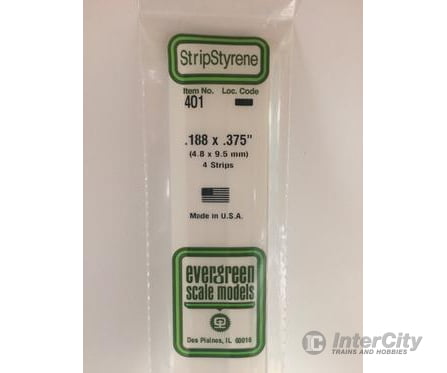 StripStyrene
Item No. Loc. Code
401
.188 x .375"
(4.8 x 9.5 mm)
4 Strips
Made in U.S.A.
evergreen
scale models
Des Plaines, IL 60018
IC InterCity
TRAINS AND HOBBIES